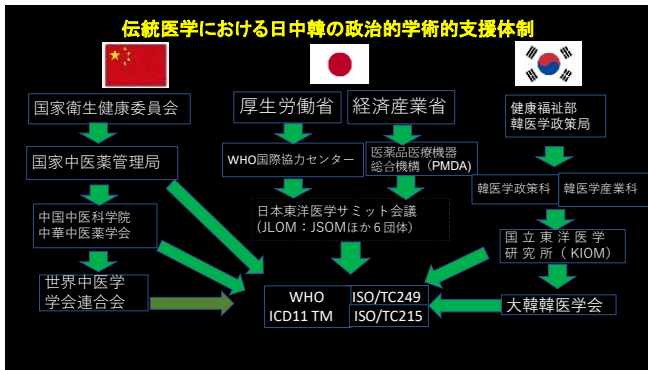 伝統医学における日中韓の政治的学術的支援体制
国家衛生健康委員会
国家中医薬管理局
中国中医科学院
中華中医薬学会
世界中医学
学会連合会
厚生労働省
経済産業省
WHO国際協力センター
医薬品医療機器
総合機構（PMDA）
日本東洋医学サミット会議
（JLOM：JSOMほか６団体）
WHO
ICD11 TM
ISO/TC249
ISO/TC215
健康福祉部
韓医学政策局
韓医学政策科
韓医学産業科
国立東洋医学
研究所（KIOM）
大韓韓医学会